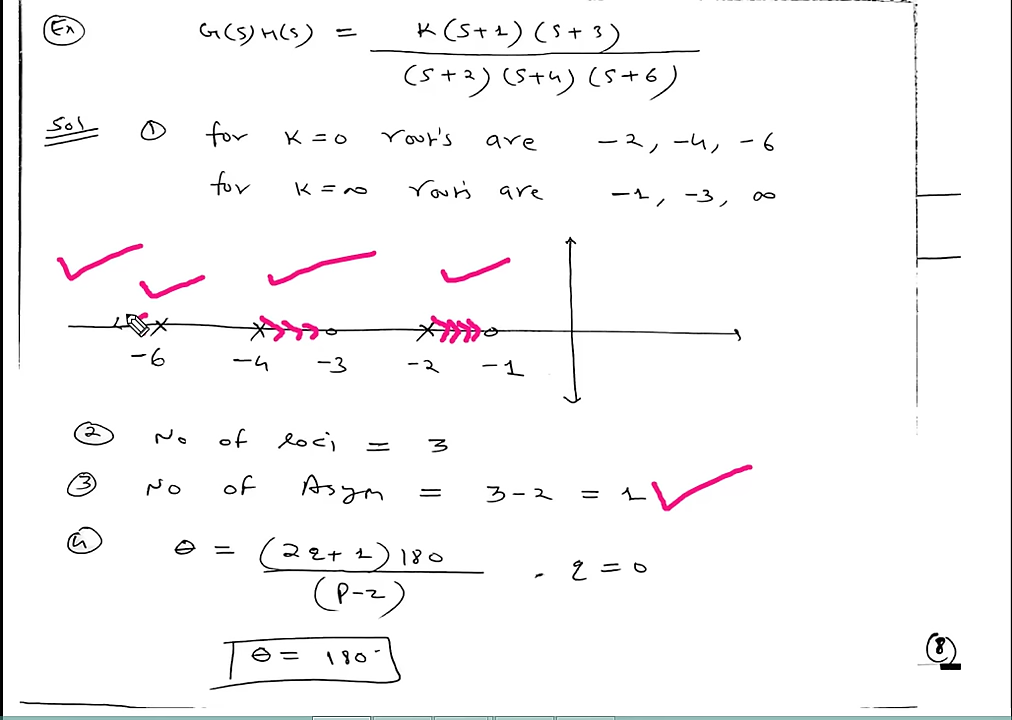 Ex G(S)H(S) = K(S+1)(S+3)
(S+2)(S+4)(S+6)
Sol ① for K=0 root's are -2, -4, -6
for K=∞ roots are -1, -3, ∞
-6 -4 -3 -2 -1
② No of loci = 3
③ No of Asym = 3-2 = 1
④ θ = (2q+1)180 . q=0
(P-z)
θ = 180°
⑧